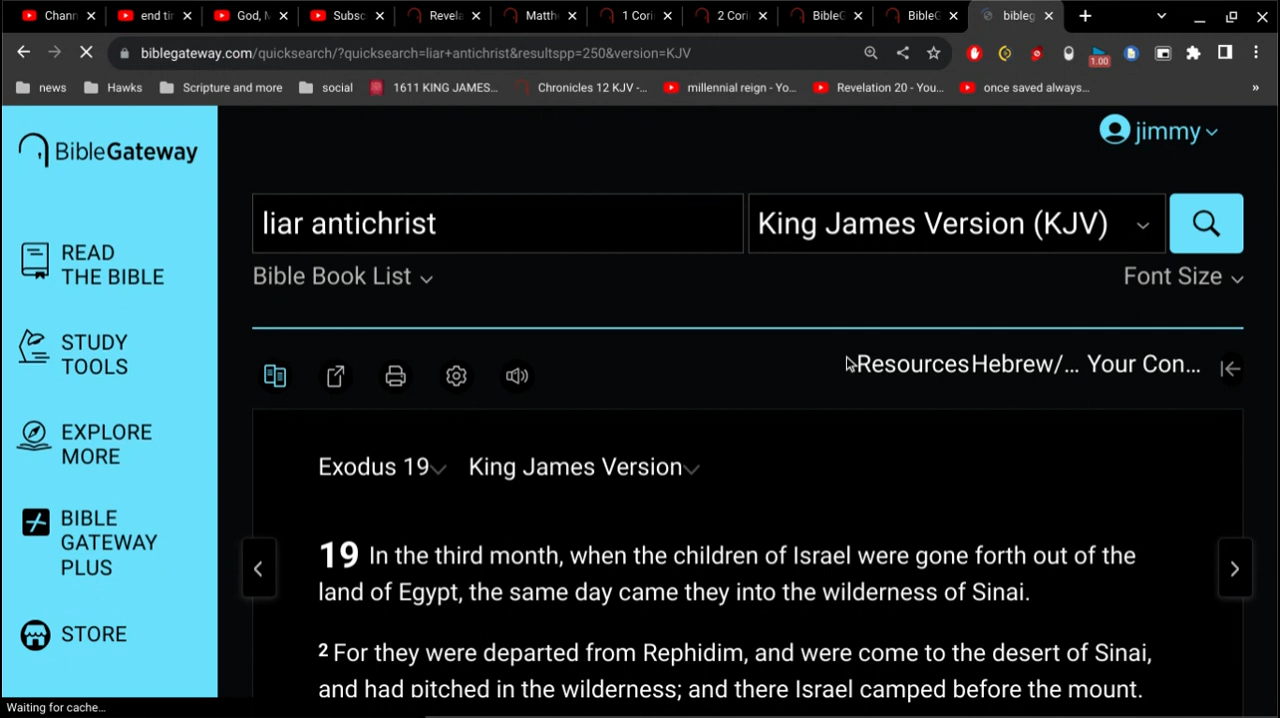 Chann
end tir
God, M
Subsc
Revela
Matth
1 Cori
2 Cori
BibleG
BibleG
bibleg
biblegateway.com/quicksearch/?quicksearch=liar+antichrist&resultspp=250&version=KJV
1.00
news
Hawks
Scripture and more
social
1611 KING JAMES...
Chronicles 12 KJV -...
millennial reign - Yo...
Revelation 20 - You...
once saved always...
»
BibleGateway
jimmy
liar antichrist
King James Version (KJV)
Bible Book List
Font Size
READ
THE BIBLE
STUDY
TOOLS
EXPLORE
MORE
BIBLE
GATEWAY
PLUS
STORE
Resources Hebrew/... Your Con...
Exodus 19 King James Version
19 In the third month, when the children of Israel were gone forth out of the
land of Egypt, the same day came they into the wilderness of Sinai.
2 For they were departed from Rephidim, and were come to the desert of Sinai,
and had pitched in the wilderness; and there Israel camped before the mount.
Waiting for cache...